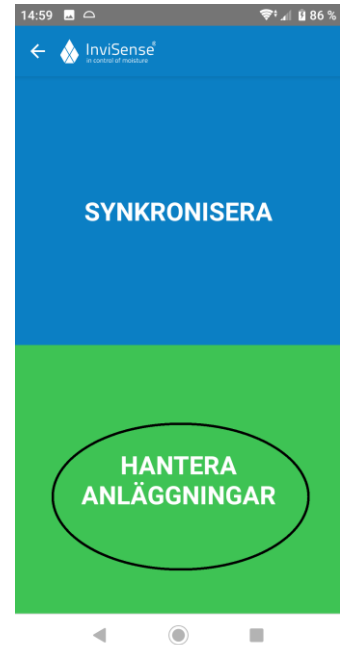 14:59
86 %
InviSense
in control of moisture
SYNKRONISERA
HANTERA
ANLÄGGNINGAR